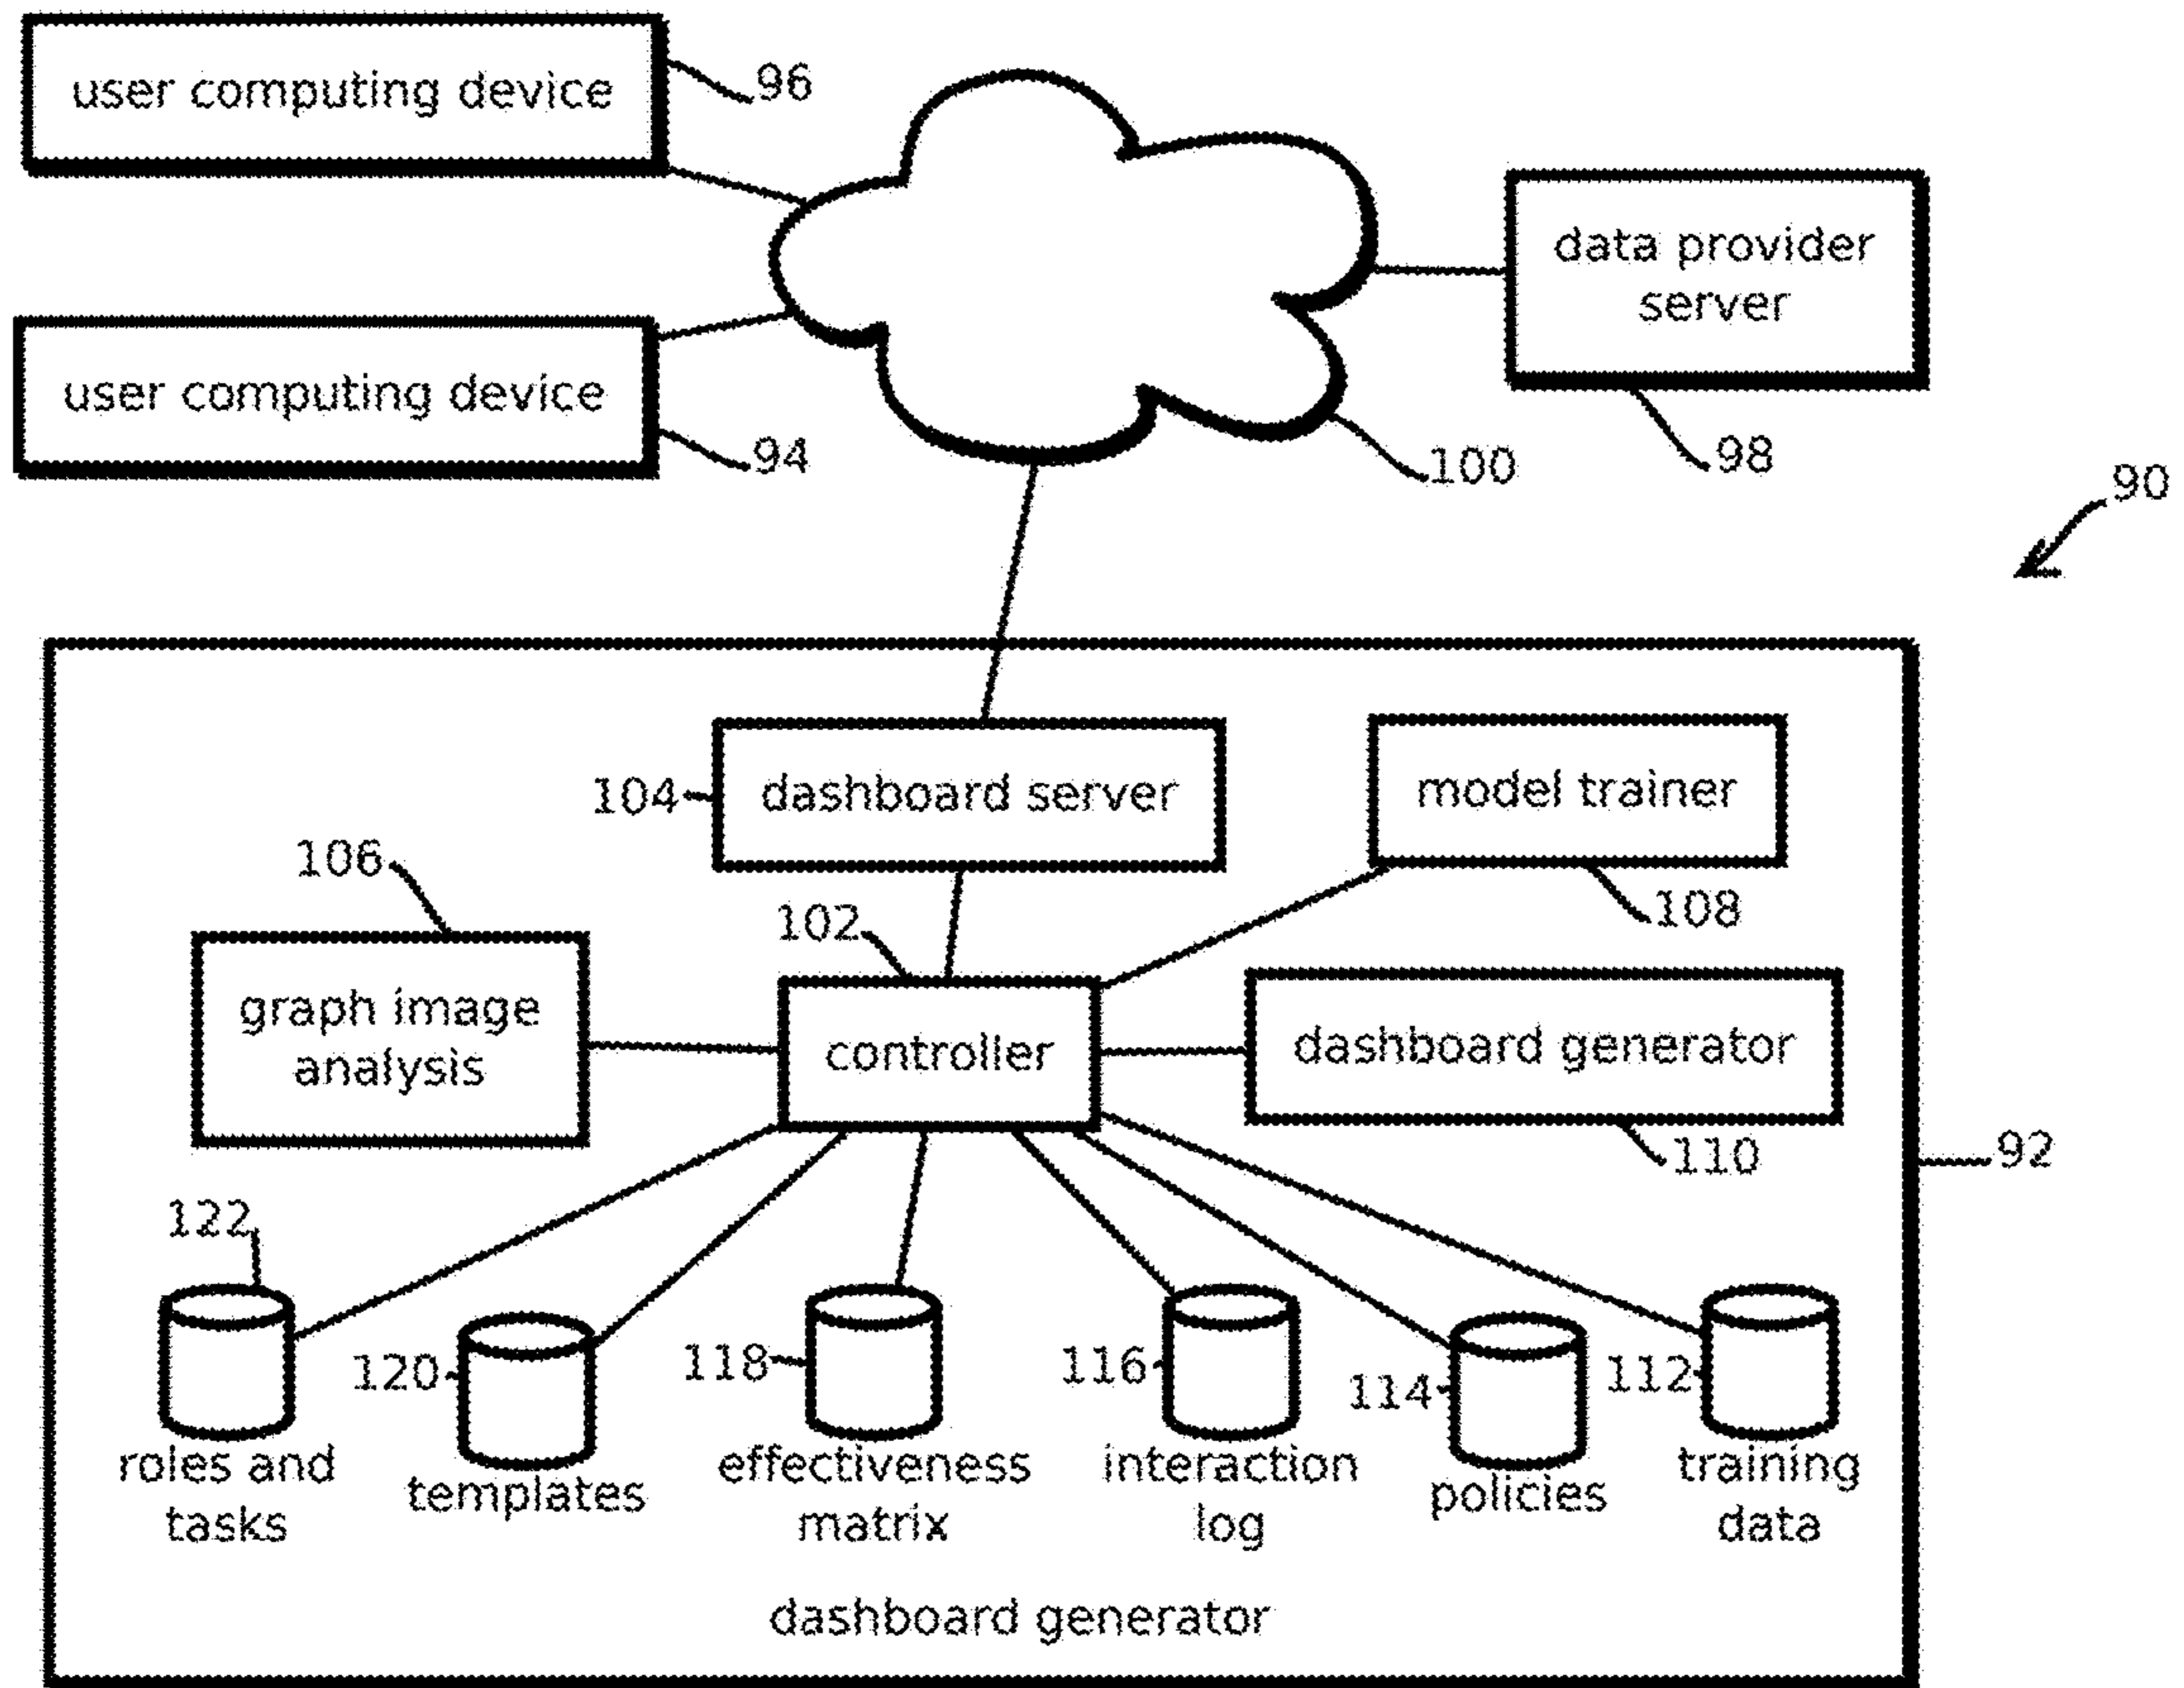 user computing device
96
data provider
server
user computing device
94
100
98
90
104
dashboard server
model trainer
106
102
108
graph image
analysis
controller
dashboard generator
110
92
122
120
118
116
114
112
roles and
tasks
templates
effectiveness
matrix
interaction
log
policies
training
data
dashboard generator